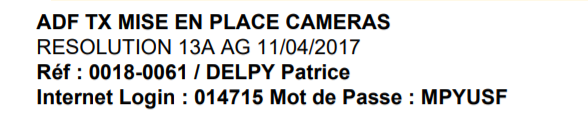 ADF TX MISE EN PLACE CAMERAS
RESOLUTION 13A AG 11/04/2017
Réf : 0018-0061 / DELPY Patrice
Internet Login : 014715 Mot de Passe : MPYUSF